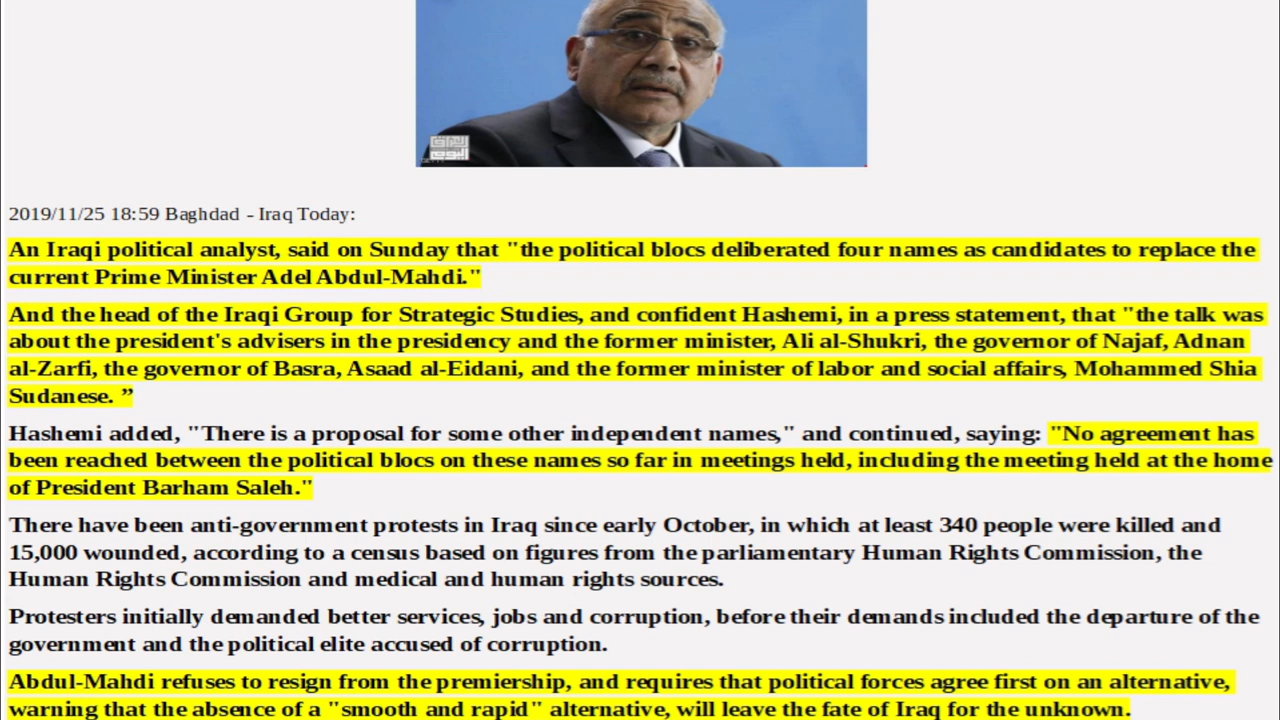 العراق
اليوم
2019/11/25 18:59 Baghdad - Iraq Today:
An Iraqi political analyst, said on Sunday that "the political blocs deliberated four names as candidates to replace the
current Prime Minister Adel Abdul-Mahdi."
And the head of the Iraqi Group for Strategic Studies, and confident Hashemi, in a press statement, that "the talk was
about the president's advisers in the presidency and the former minister, Ali al-Shukri, the governor of Najaf, Adnan
al-Zarfi, the governor of Basra, Asaad al-Eidani, and the former minister of labor and social affairs, Mohammed Shia
Sudanese. ”
Hashemi added, "There is a proposal for some other independent names," and continued, saying: "No agreement has
been reached between the political blocs on these names so far in meetings held, including the meeting held at the home
of President Barham Saleh."
There have been anti-government protests in Iraq since early October, in which at least 340 people were killed and
15,000 wounded, according to a census based on figures from the parliamentary Human Rights Commission, the
Human Rights Commission and medical and human rights sources.
Protesters initially demanded better services, jobs and corruption, before their demands included the departure of the
government and the political elite accused of corruption.
Abdul-Mahdi refuses to resign from the premiership, and requires that political forces agree first on an alternative,
warning that the absence of a "smooth and rapid" alternative, will leave the fate of Iraq for the unknown.